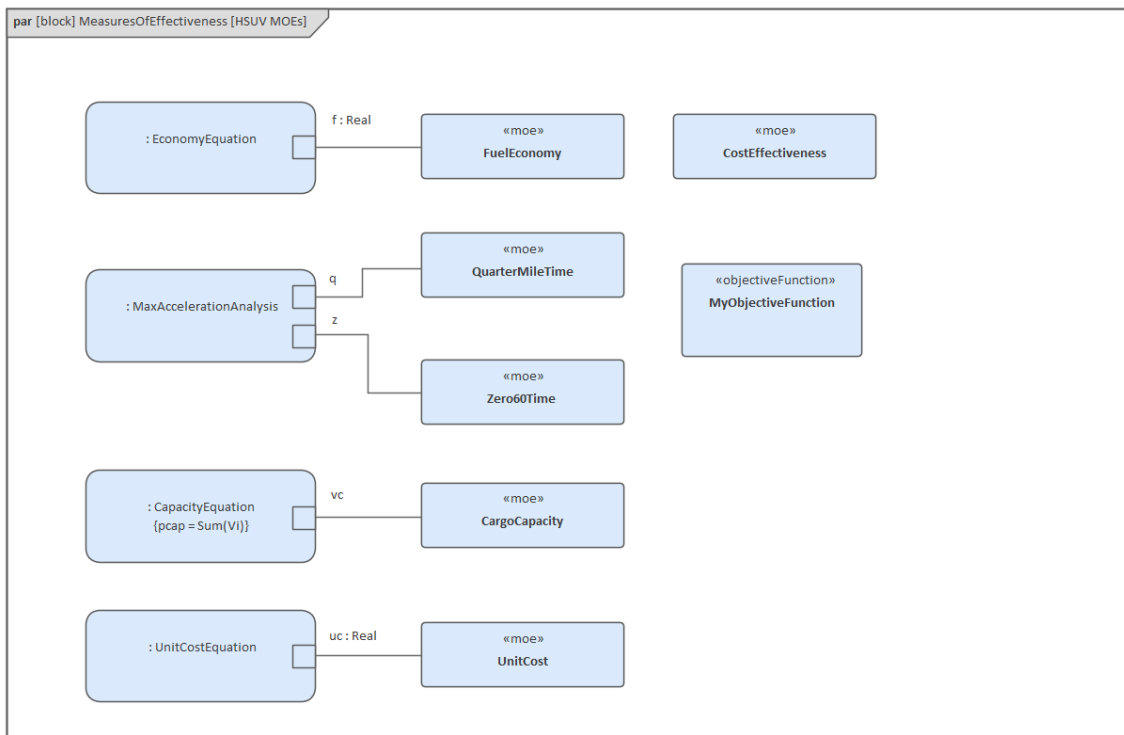 par [block] MeasuresOfEffectiveness [HSUV MOEs]
: EconomyEquation
f : Real
«moe»
FuelEconomy
«moe»
CostEffectiveness
: MaxAccelerationAnalysis
q
z
«moe»
QuarterMileTime
«objectiveFunction»
MyObjectiveFunction
«moe»
Zero60Time
: CapacityEquation
{pcap = Sum(Vi)}
vc
«moe»
CargoCapacity
: UnitCostEquation
uc : Real
«moe»
UnitCost